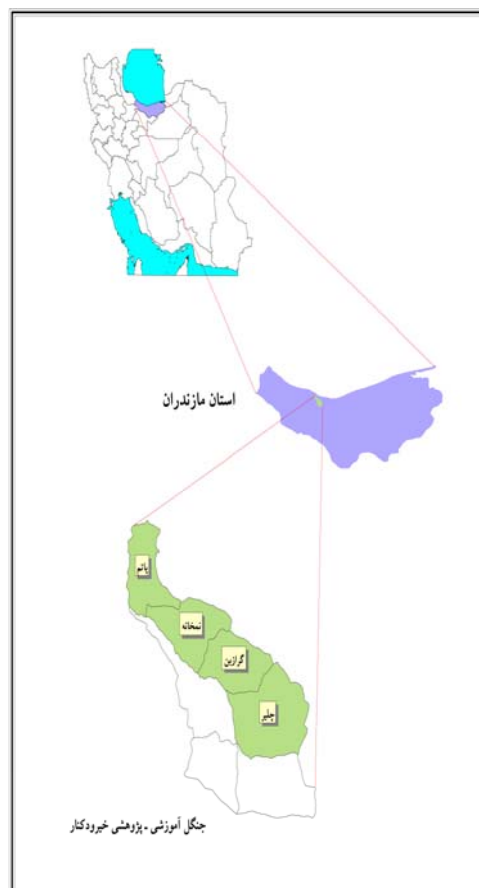 استان مازندران
پاتم
نمخانه
گرازبن
چلیر
جنگل آموزشی - پژوهشی خیرودکنار